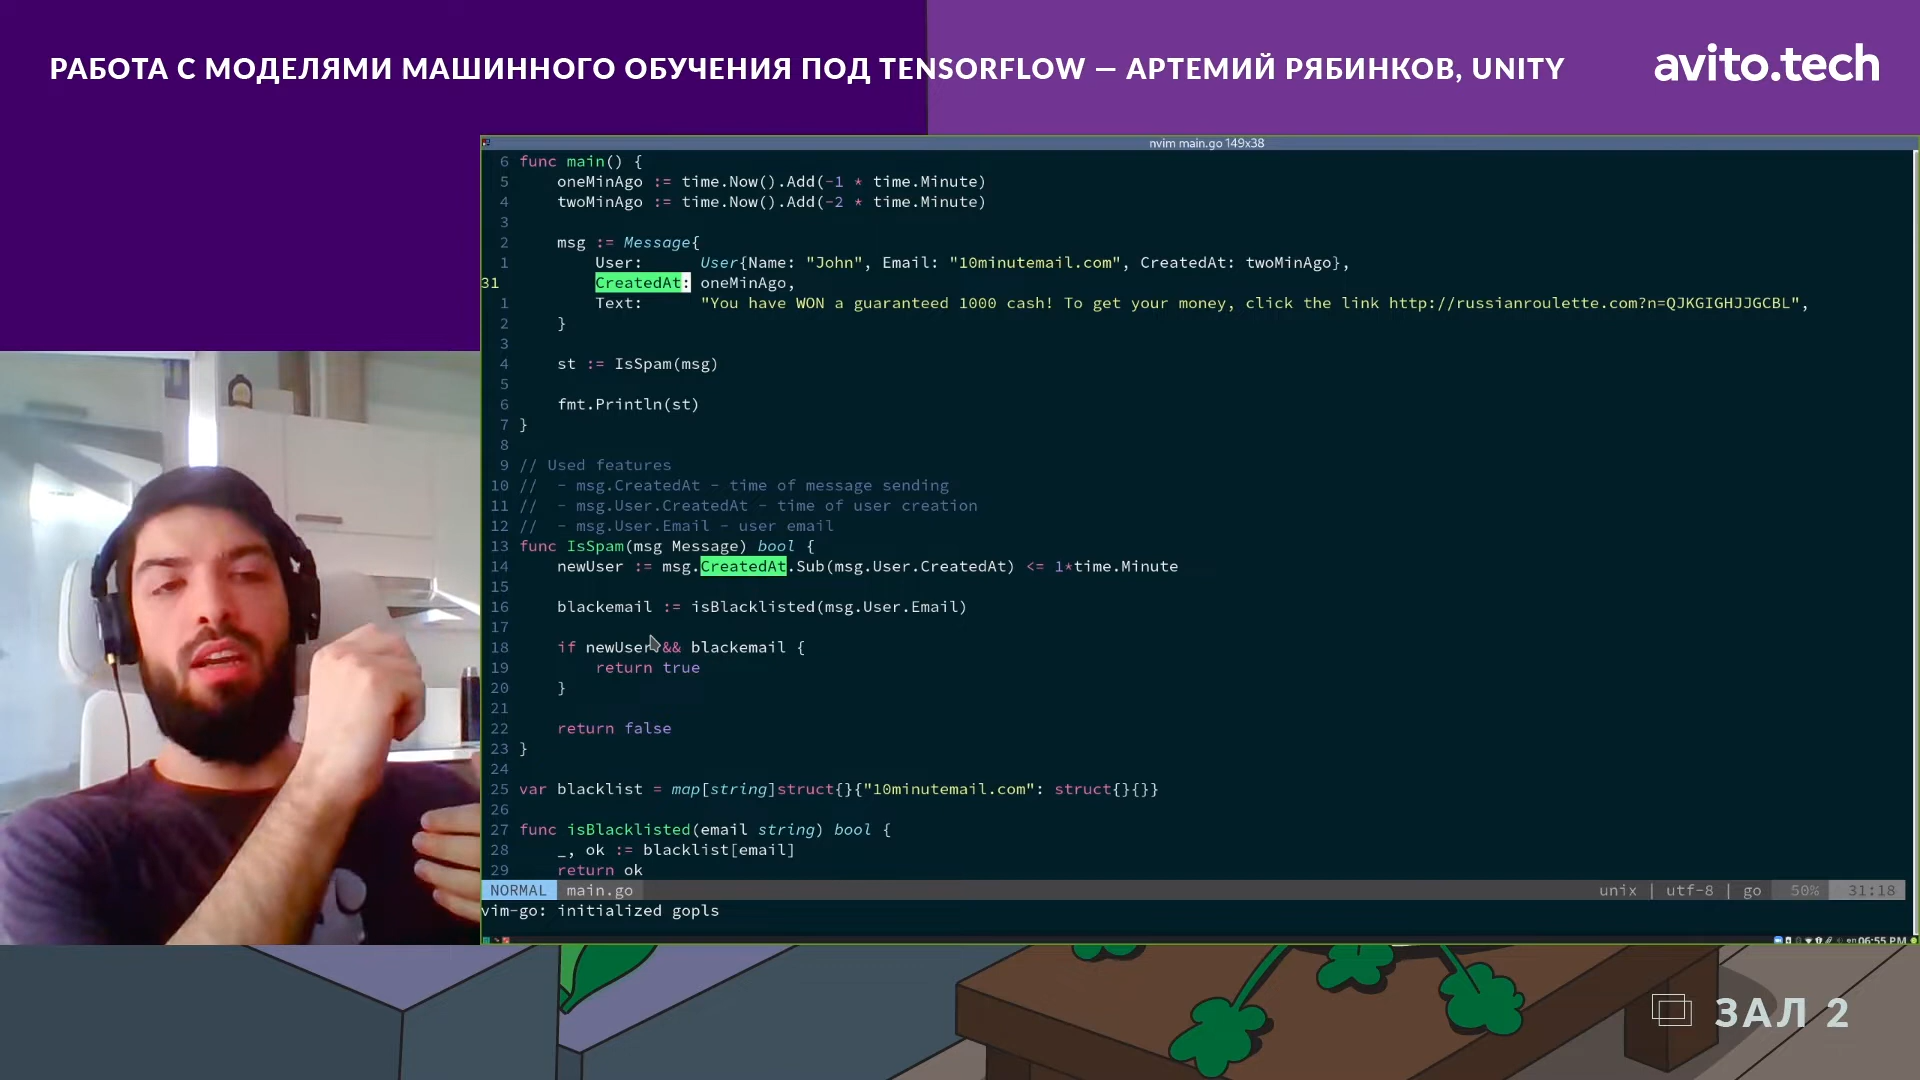 РАБОТА С МОДЕЛЯМИ МАШИННОГО ОБУЧЕНИЯ ПОД TENSORFLOW — АРТЕМИЙ РЯБИНКОВ, UNITY
avito.tech
nvim main.go 149x38
6 func main() {
5 oneMinAgo := time.Now().Add(-1 * time.Minute)
4 twoMinAgo := time.Now().Add(-2 * time.Minute)
3
2 msg := Message{
1 User: User{Name: "John", Email: "10minutemail.com", CreatedAt: twoMinAgo},
31 CreatedAt: oneMinAgo,
1 Text: "You have WON a guaranteed 1000 cash! To get your money, click the link http://russianroulette.com?n=QJKGIGHJJGCBL",
2 }
3
4 st := IsSpam(msg)
5
6 fmt.Println(st)
7 }
8
9 // Used features
10 // - msg.CreatedAt - time of message sending
11 // - msg.User.CreatedAt - time of user creation
12 // - msg.User.Email - user email
13 func IsSpam(msg Message) bool {
14 newUser := msg.CreatedAt.Sub(msg.User.CreatedAt) <= 1*time.Minute
15
16 blackemail := isBlacklisted(msg.User.Email)
17
18 if newUser && blackemail {
19 return true
20 }
21
22 return false
23 }
24
25 var blacklist = map[string]struct{}{"10minutemail.com": struct{}{}}
26
27 func isBlacklisted(email string) bool {
28 _, ok := blacklist[email]
29 return ok
NORMAL main.go unix | utf-8 | go 50% 31:18
vim-go: initialized gopls
en 06:55 PM
ЗАЛ 2